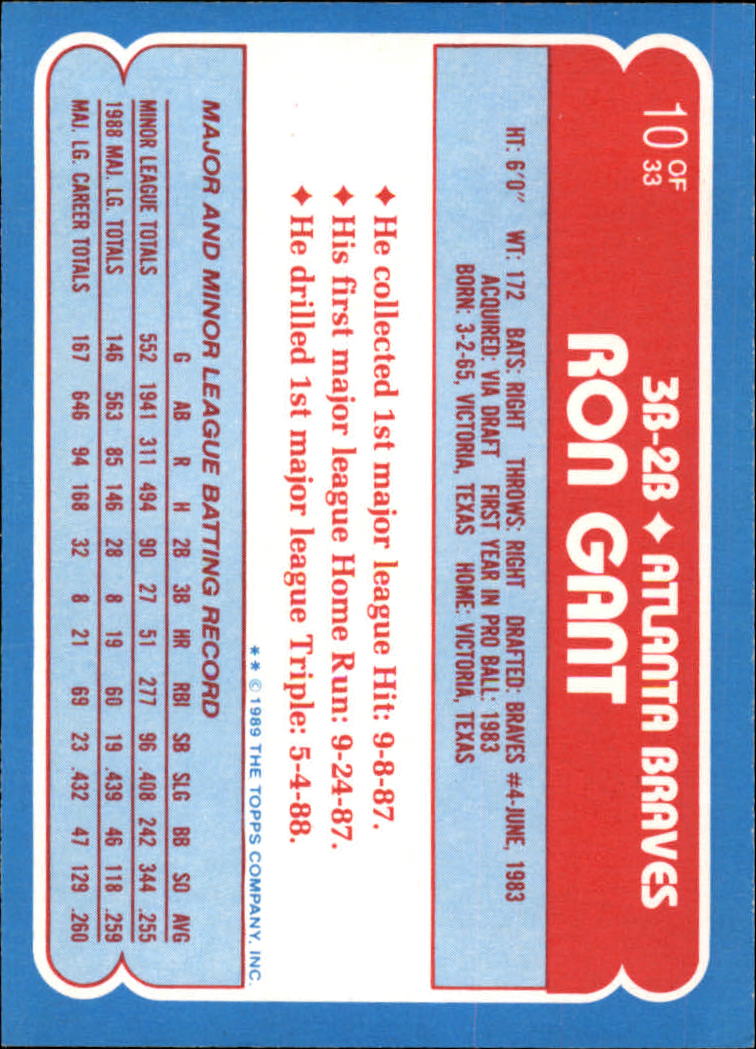 10 OF 33
3B-2B ♦ ATLANTA BRAVES
RON GANT
HT: 6'0" WT: 172 BATS: RIGHT THROWS: RIGHT DRAFTED: BRAVES #4-JUNE, 1983
ACQUIRED: VIA DRAFT FIRST YEAR IN PRO BALL: 1983
BORN: 3-2-65, VICTORIA, TEXAS HOME: VICTORIA, TEXAS
♦ He collected 1st major league Hit: 9-8-87.
♦ His first major league Home Run: 9-24-87.
♦ He drilled 1st major league Triple: 5-4-88.
** © 1989 THE TOPPS COMPANY, INC.
MAJOR AND MINOR LEAGUE BATTING RECORD
G AB R H 2B 3B HR RBI SB SLG BB SO AVG
MINOR LEAGUE TOTALS 552 1941 311 494 90 27 51 277 96 .408 242 344 .255
1988 MAJ. LG. TOTALS 146 563 85 146 28 8 19 60 19 .439 46 118 .259
MAJ. LG. CAREER TOTALS 167 646 94 168 32 8 21 69 23 .432 47 129 .260